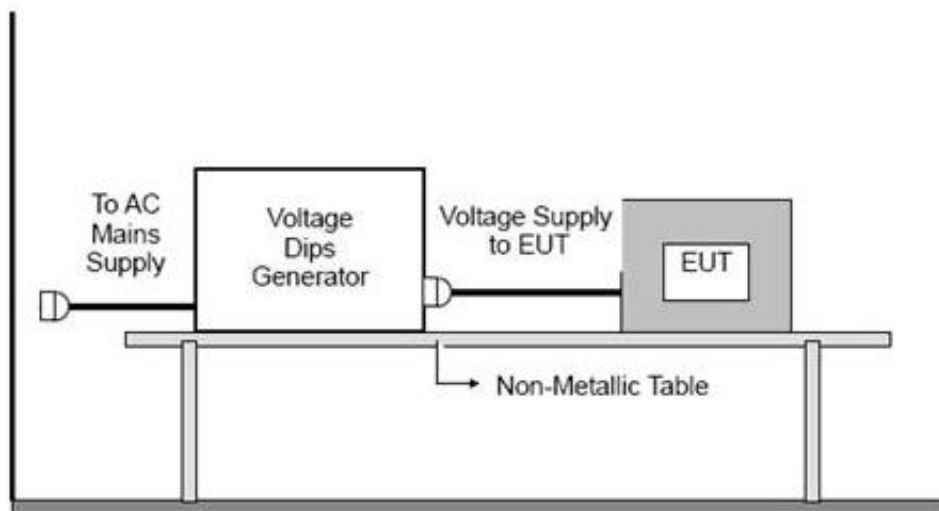 To AC
Mains
Supply
Voltage
Dips
Generator
Voltage Supply
to EUT
EUT
Non-Metallic Table